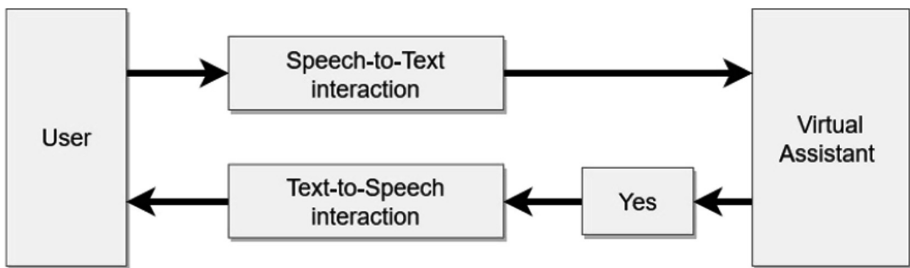 User
Speech-to-Text
interaction
Virtual
Assistant
Text-to-Speech
interaction
Yes